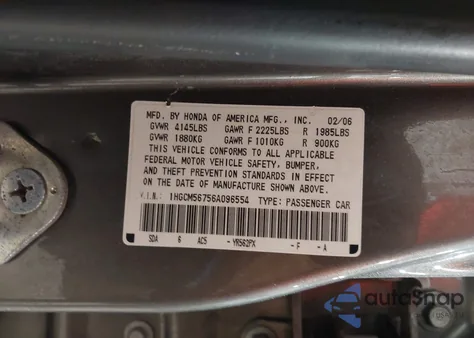 MFD. BY HONDA OF AMERICA MFG., INC. 02/06
GVWR 4145LBS GAWR F 2225LBS R 1985LBS
GVWR 1880KG GAWR F 1010KG R 900KG
THIS VEHICLE CONFORMS TO ALL APPLICABLE
FEDERAL MOTOR VEHICLE SAFETY, BUMPER,
AND THEFT PREVENTION STANDARDS IN EFFECT
ON THE DATE OF MANUFACTURE SHOWN ABOVE.
V.I.N.: 1HGCM56756A096554 TYPE: PASSENGER CAR
SDA 6 AC5 - YR562PX - F - A
autoSnap